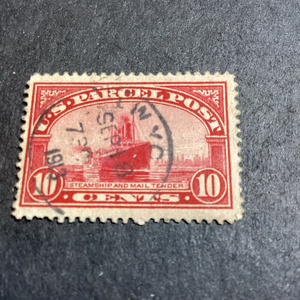 U.S. PARCEL POST
N.Y.C.
STEAMSHIP AND MAIL TENDER
10 CENTS 10